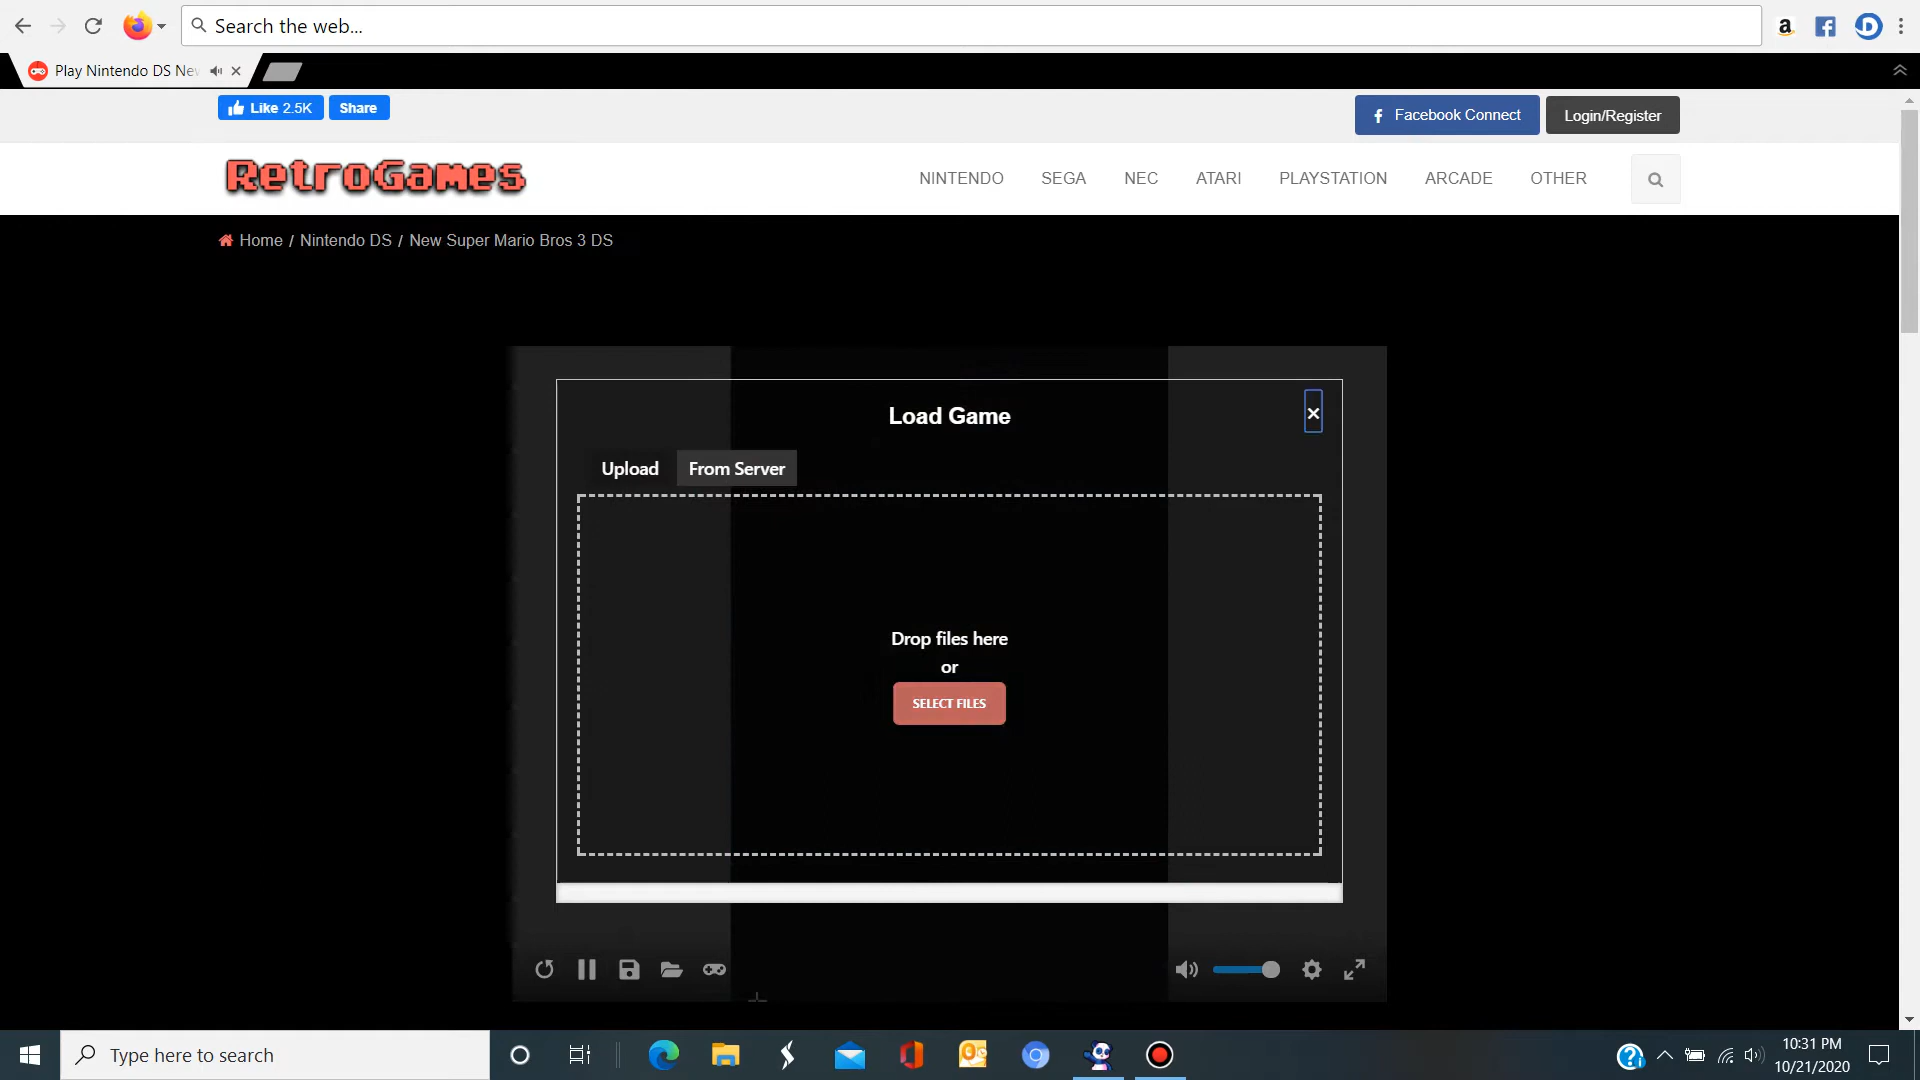 Search the web...
Play Nintendo DS Nev
Like 2.5K Share
Facebook Connect Login/Register
RetroGames
NINTENDO SEGA NEC ATARI PLAYSTATION ARCADE OTHER
Home / Nintendo DS / New Super Mario Bros 3 DS
Load Game
Upload From Server
Drop files here
or
SELECT FILES
Type here to search
10:31 PM
10/21/2020